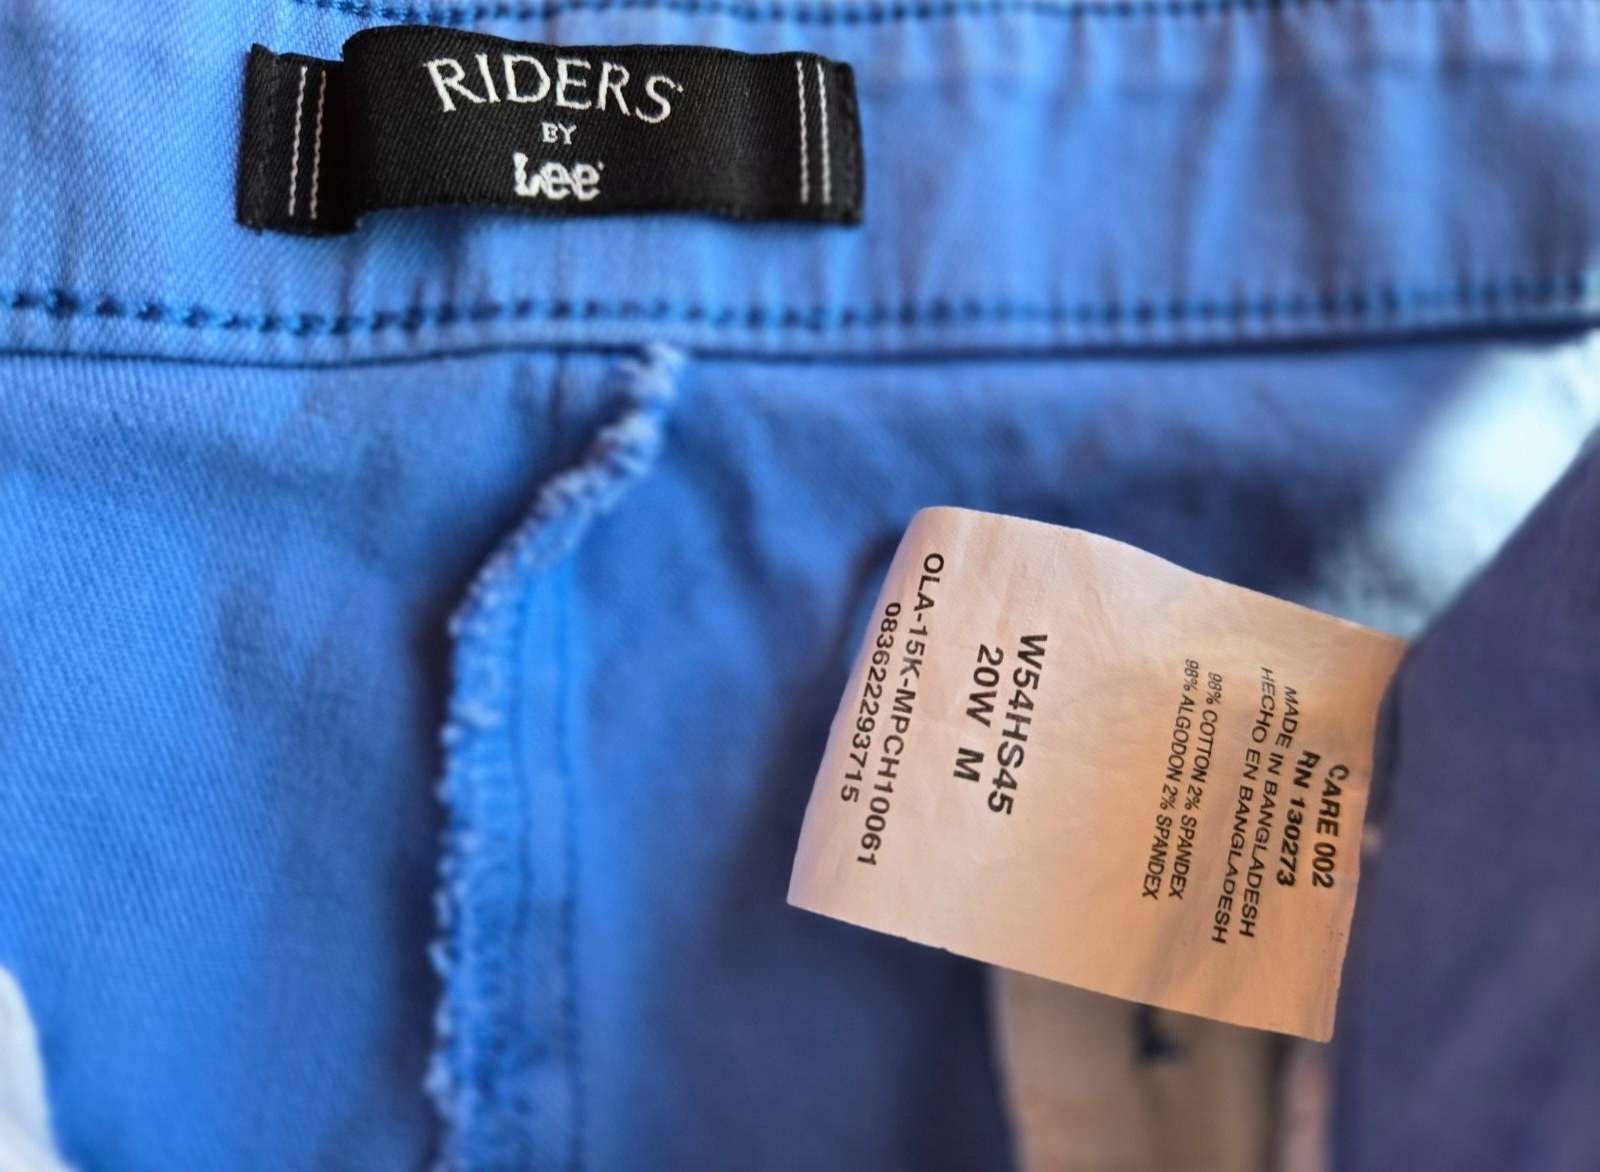 RIDERS
BY
Lee
CARE 002
RN 130273
MADE IN BANGLADESH
HECHO EN BANGLADESH
98% COTTON 2% SPANDEX
98% ALGODON 2% SPANDEX
W54HS45
20W M
OLA-15K-MPCH10061
083622293715